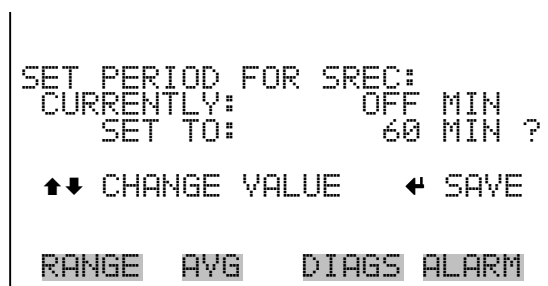 SET PERIOD FOR SREC:
CURRENTLY: OFF MIN
SET TO: 60 MIN ?
↑↓ CHANGE VALUE ↵ SAVE
RANGE AVG DIAGS ALARM